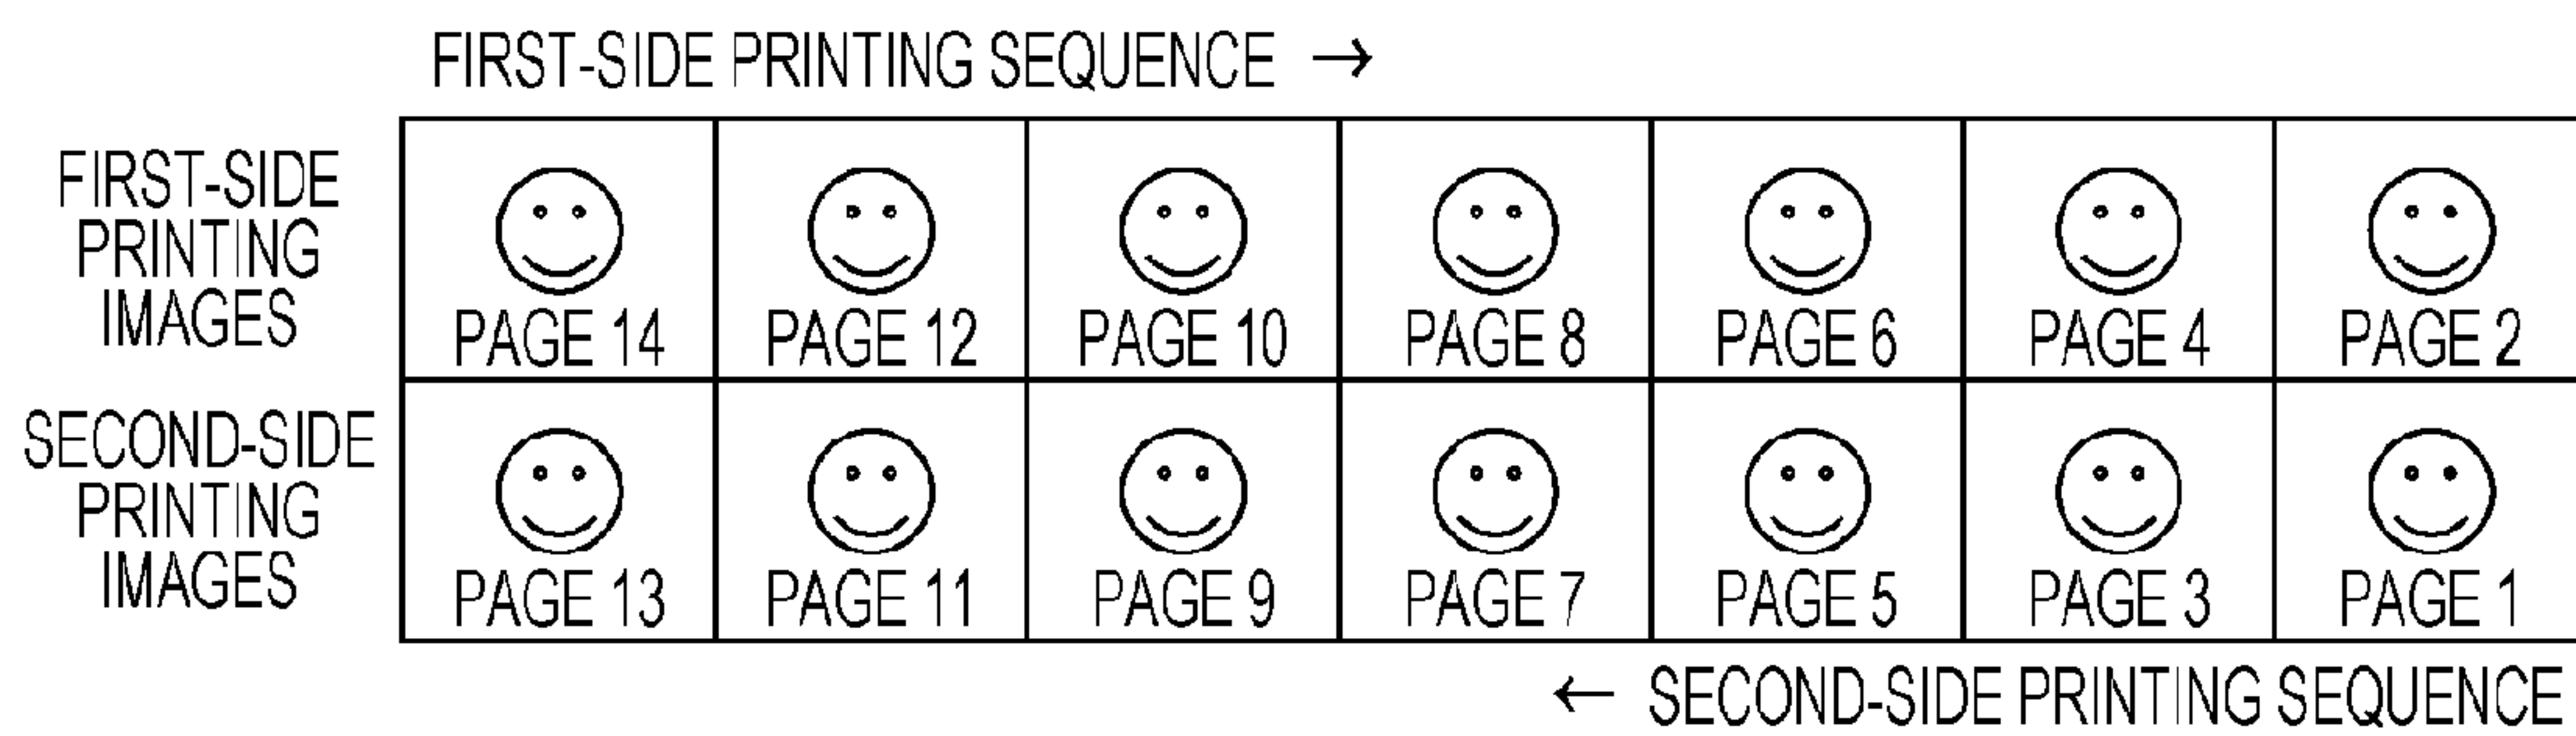 FIRST-SIDE PRINTING SEQUENCE →
FIRST-SIDE
PRINTING
IMAGES
PAGE 14 PAGE 12 PAGE 10 PAGE 8 PAGE 6 PAGE 4 PAGE 2
SECOND-SIDE
PRINTING
IMAGES
PAGE 13 PAGE 11 PAGE 9 PAGE 7 PAGE 5 PAGE 3 PAGE 1
← SECOND-SIDE PRINTING SEQUENCE